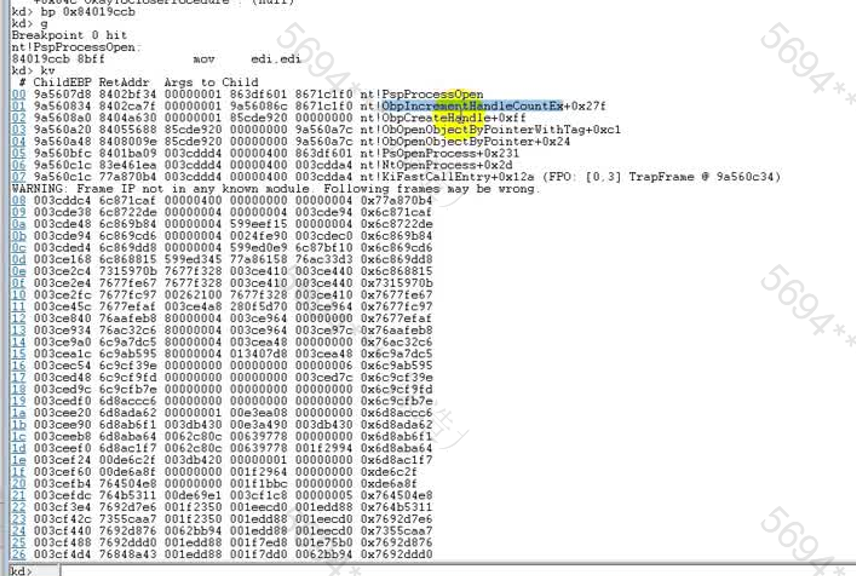 +0x04c OkayToCloseProcedure : (null)
kd> bp 0x84019ccb
kd> g
Breakpoint 0 hit
nt!PspProcessOpen:
84019ccb 8bff mov edi,edi
kd> kv
# ChildEBP RetAddr Args to Child
00 9a5607d8 8402bf34 00000001 863df601 8671c1f0 nt!PspProcessOpen
01 9a560834 8402ca7f 00000001 9a56086c 8671c1f0 nt!ObpIncrementHandleCountEx+0x27f
02 9a5608a0 8404a630 00000001 85cde920 00000000 nt!ObpCreateHandle+0xff
03 9a560a20 84055688 85cde920 00000000 9a560a7c nt!ObOpenObjectByPointerWithTag+0xc1
04 9a560a48 8408009e 85cde920 00000000 9a560a7c nt!ObOpenObjectByPointer+0x24
05 9a560bfc 8401ba09 003cddd4 00000400 863df601 nt!PsOpenProcess+0x231
06 9a560c1c 83e461ea 003cddd4 00000400 003cdda4 nt!NtOpenProcess+0x2d
07 9a560c1c 77a870b4 003cddd4 00000400 003cdda4 nt!KiFastCallEntry+0x12a (FPO: [0,3] TrapFrame @ 9a560c34)
WARNING: Frame IP not in any known module. Following frames may be wrong.
08 003cddc4 6c871caf 00000400 00000000 00000004 0x77a870b4
09 003cde38 6c8722de 00000000 00000004 003cde94 0x6c871caf
0a 003cde48 6c869b84 00000004 599eef15 00000004 0x6c8722de
0b 003cde94 6c869cd6 00000004 0024fe90 003cdec0 0x6c869b84
0c 003cded4 6c869dd8 00000004 599ed0e9 6c87bf10 0x6c869cd6
0d 003ce168 6c868815 599ed345 77a86158 76ac33d3 0x6c869dd8
0e 003ce2c4 7315970b 7677f328 003ce410 003ce440 0x6c868815
0f 003ce2e4 7677fe67 7677f328 003ce410 003ce440 0x7315970b
10 003ce2fc 7677fc97 00262100 7677f328 003ce410 0x7677fe67
11 003ce45c 7677efaf 003ce4a8 280f5d70 003ce964 0x7677fc97
12 003ce840 76aafeb8 80000004 003ce964 00000000 0x7677efaf
13 003ce934 76ac32c6 80000004 003ce964 003ce97c 0x76aafeb8
14 003ce9a0 6c9a7dc5 80000004 003cea48 00000000 0x76ac32c6
15 003cea1c 6c9ab595 80000004 013407d8 003cea48 0x6c9a7dc5
16 003cec54 6c9cf39e 00000000 00000000 00000006 0x6c9ab595
17 003ced48 6c9cf9fd 00000000 00000000 003ced7c 0x6c9cf39e
18 003ced9c 6c9cfb7e 00000000 00000000 00000000 0x6c9cf9fd
19 003cedf0 6d8accc6 00000000 00000000 00000000 0x6c9cfb7e
1a 003cee20 6d8ada62 00000001 00e3ea08 00000000 0x6d8accc6
1b 003cee90 6d8ab6f1 003db430 00e3a490 003db430 0x6d8ada62
1c 003ceeb8 6d8aba64 0062c80c 00639778 00000000 0x6d8ab6f1
1d 003ceef0 6d8ac1f7 0062c80c 00639778 001f2994 0x6d8aba64
1e 003cef24 00de6c2f 003db420 00000001 00000000 0x6d8ac1f7
1f 003cef60 00de6a8f 00000000 001f2964 00000000 0xde6c2f
20 003cefb4 764504e8 00000000 001f1bbc 00000000 0xde6a8f
21 003cefdc 764b5311 00de69e1 003cf1c8 00000005 0x764504e8
22 003cf3e4 7692d7e6 001f2350 001eecd0 001edd88 0x764b5311
23 003cf42c 7355caa7 001f2350 001edd88 001eecd0 0x7692d7e6
24 003cf440 7692d876 0062bb94 001edd88 001eecd0 0x7355caa7
25 003cf488 7692ddd0 001edd88 001f7ed8 001e75b0 0x7692d876
26 003cf4d4 76848a43 001edd88 001f7dd0 0062bb94 0x7692ddd0
kd>
5694**
5694**
5694**
5694**
5694**